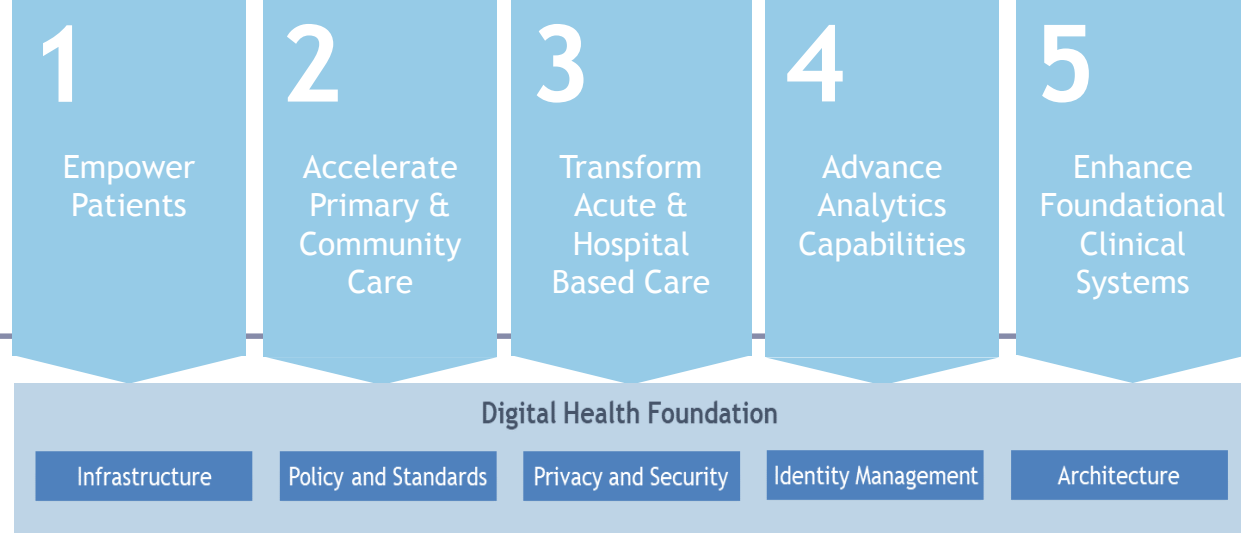 1
Empower
Patients
2
Accelerate
Primary &
Community
Care
3
Transform
Acute &
Hospital
Based Care
4
Advance
Analytics
Capabilities
5
Enhance
Foundational
Clinical
Systems
Digital Health Foundation
Infrastructure
Policy and Standards
Privacy and Security
Identity Management
Architecture